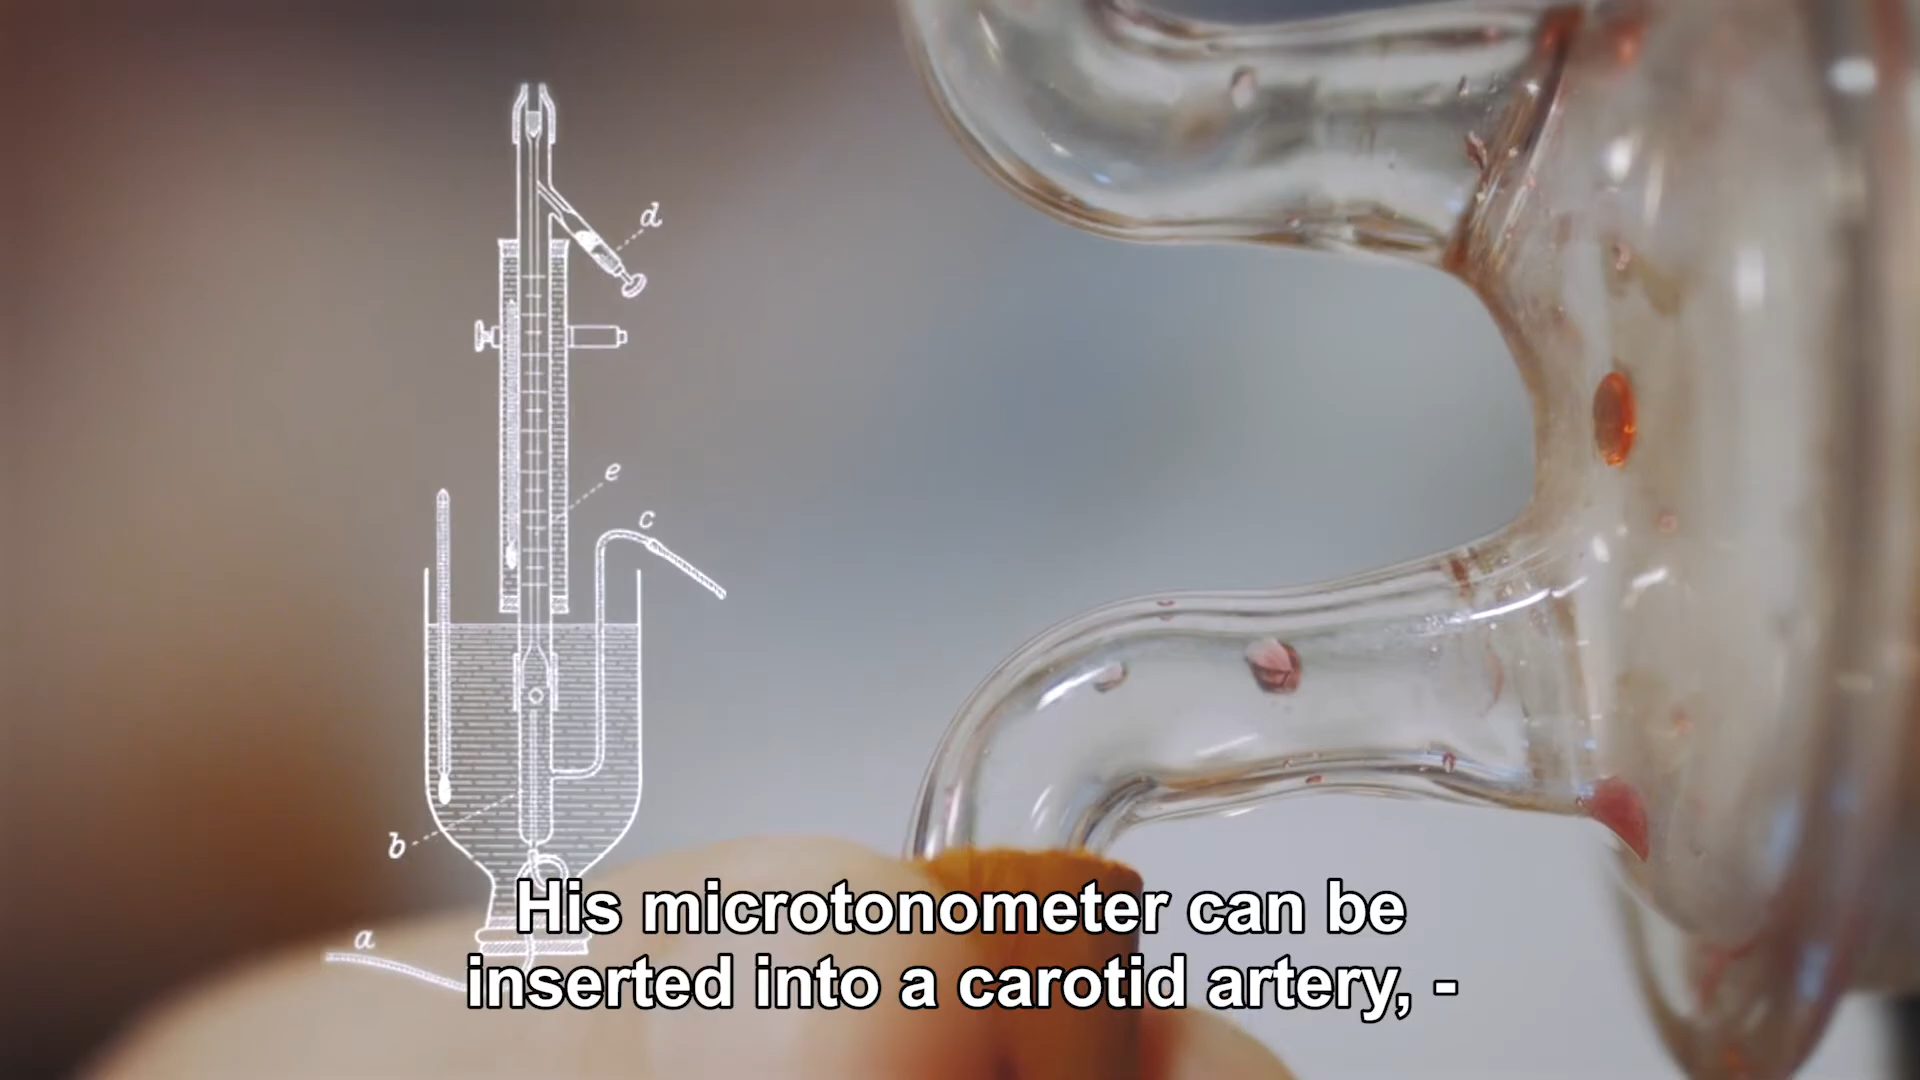 d
e
c
b
a
His microtonometer can be
inserted into a carotid artery, -